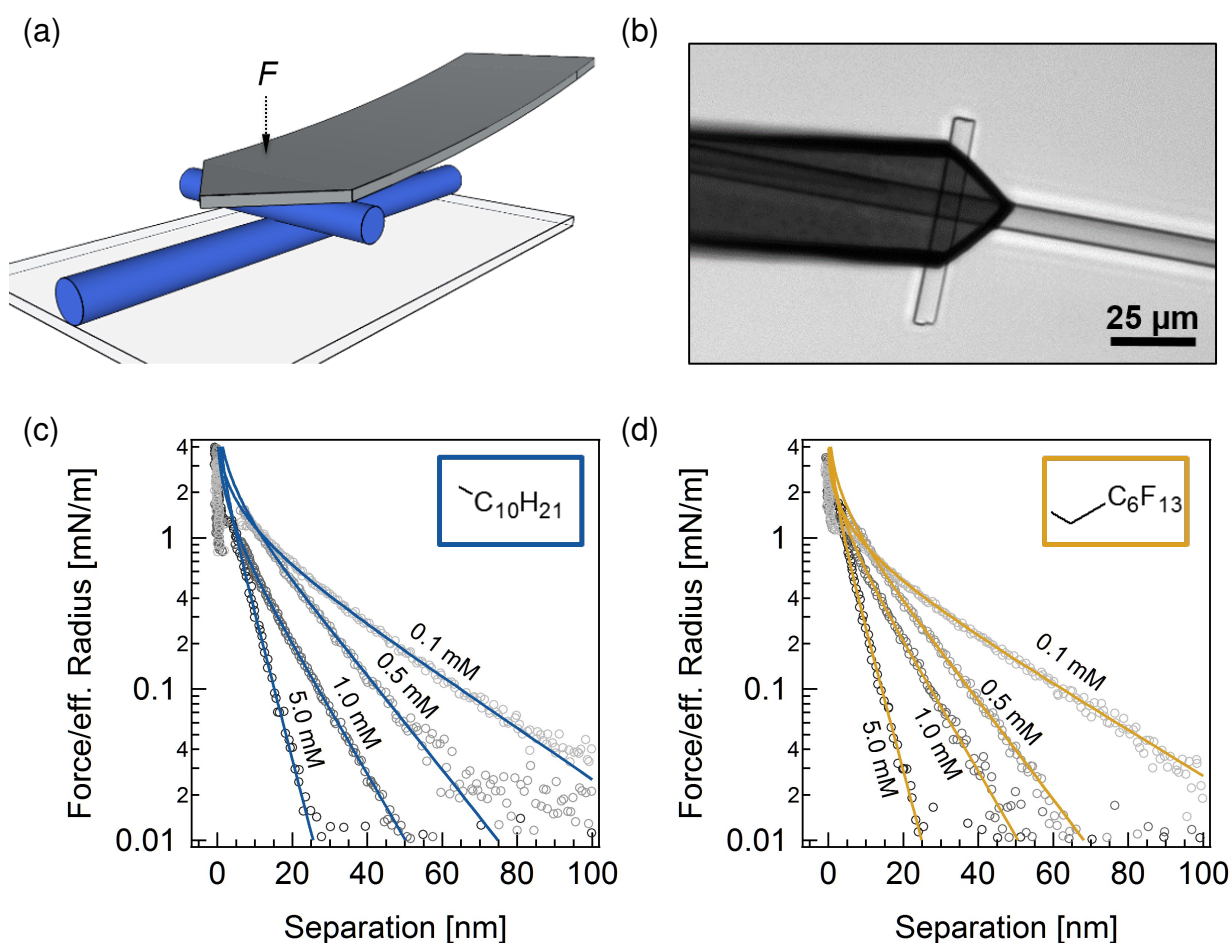 (a)
F
(b)
25 µm
(c)
Force/eff. Radius [mN/m]
4
2
1
4
2
0.1
4
2
0.01
C₁₀H₂₁
0.1 mM
0.5 mM
1.0 mM
5.0 mM
0 20 40 60 80 100
Separation [nm]
(d)
Force/eff. Radius [mN/m]
4
2
1
4
2
0.1
4
2
0.01
C₆F₁₃
0.1 mM
0.5 mM
1.0 mM
5.0 mM
0 20 40 60 80 100
Separation [nm]